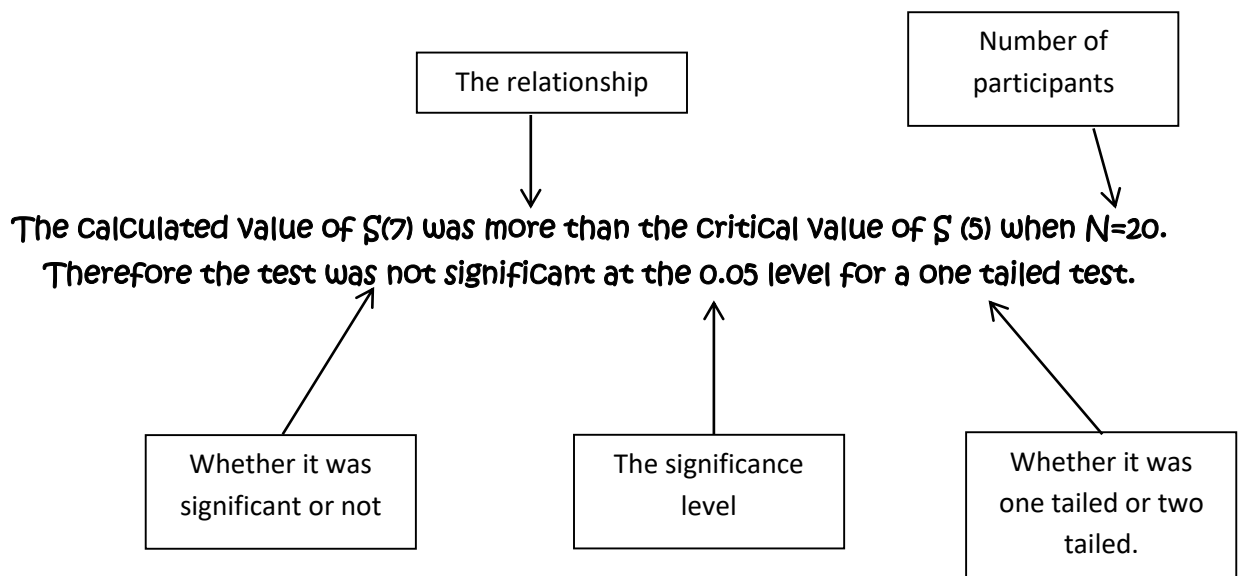 Number of
participants
The relationship
The calculated value of S(7) was more than the critical value of S (5) when N=20.
Therefore the test was not significant at the 0.05 level for a one tailed test.
Whether it was
significant or not
The significance
level
Whether it was
one tailed or two
tailed.